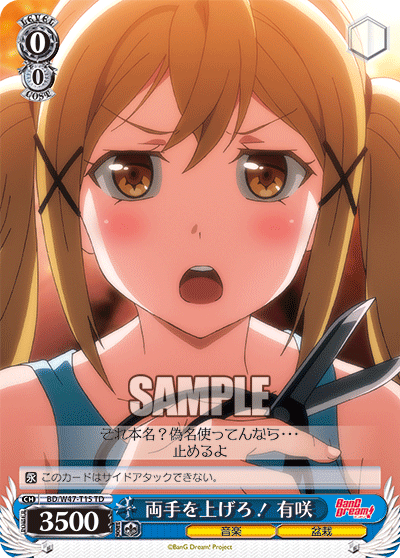 LEVEL
0
0
COST
SAMPLE
それ本名？偽名使ってんなら・・・
止めるよ
永 このカードはサイドアタックできない。
CH BD/W47-T15 TD
3500
両手を上げろ！ 有咲
BanG Dream!
音楽
盆栽
©BanG Dream! Project